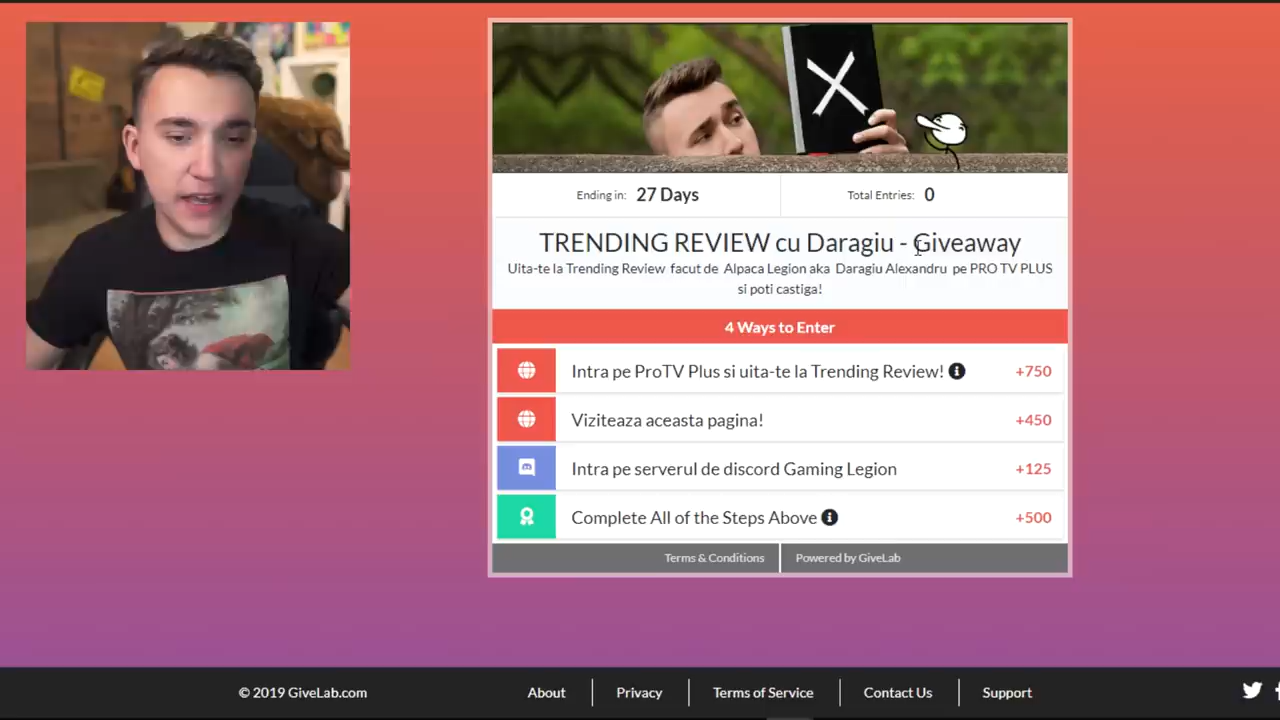 Ending in: 27 Days
Total Entries: 0
TRENDING REVIEW cu Daragiu - Giveaway
Uita-te la Trending Review facut de Alpaca Legion aka Daragiu Alexandru pe PRO TV PLUS
si poti castiga!
4 Ways to Enter
Intra pe ProTV Plus si uita-te la Trending Review! +750
Viziteaza aceasta pagina! +450
Intra pe serverul de discord Gaming Legion +125
Complete All of the Steps Above +500
Terms & Conditions
Powered by GiveLab
© 2019 GiveLab.com
About
Privacy
Terms of Service
Contact Us
Support